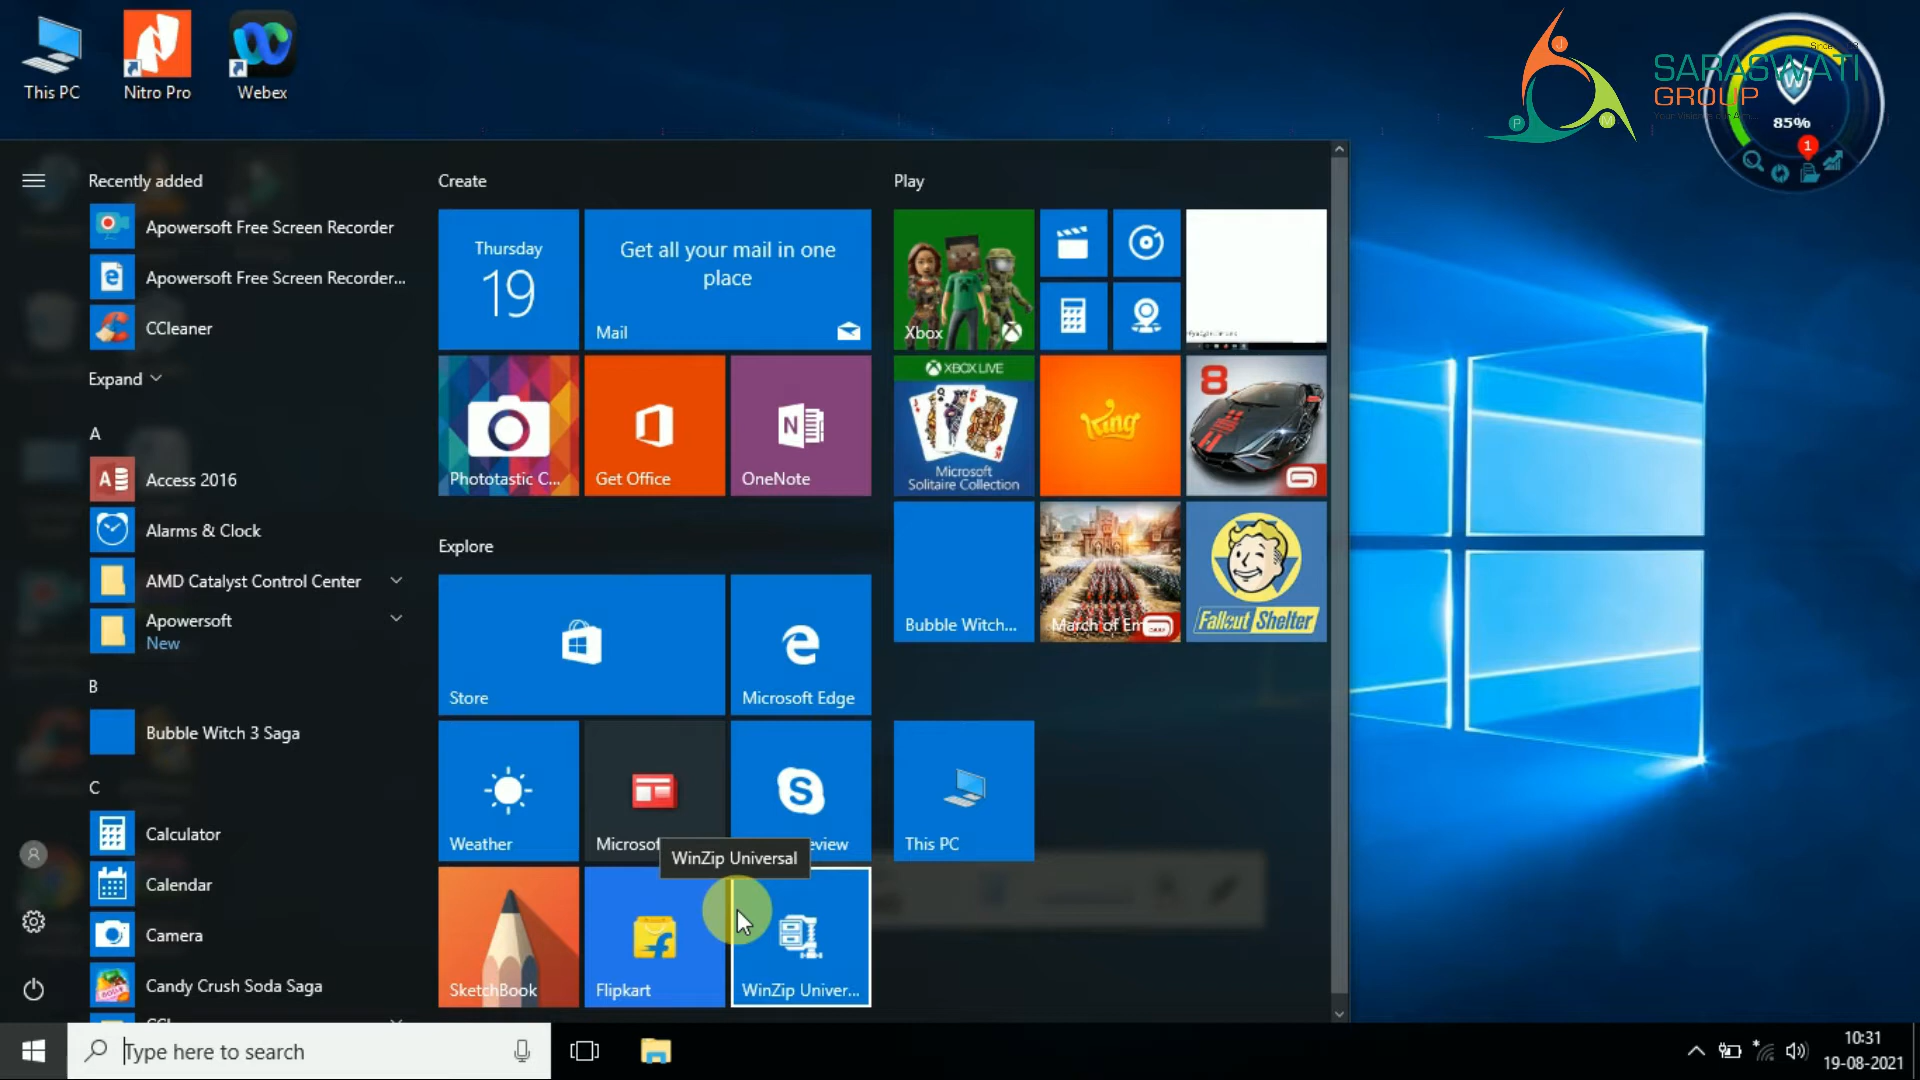 This PC
Nitro Pro
Webex
SARASWATI
GROUP
85%
1
Recently added
Apowersoft Free Screen Recorder
Apowersoft Free Screen Recorder...
CCleaner
Expand
A
Access 2016
Alarms & Clock
AMD Catalyst Control Center
Apowersoft
New
B
Bubble Witch 3 Saga
C
Calculator
Calendar
Camera
Candy Crush Soda Saga
Create
Thursday
19
Get all your mail in one
place
Mail
Phototastic C...
Get Office
OneNote
Explore
Store
Microsoft Edge
Weather
WinZip Universal
SketchBook
Flipkart
WinZip Univer...
Play
Xbox
XBOX LIVE
Microsoft
Solitaire Collection
King
8
Bubble Witch...
March of Em
Fallout Shelter
This PC
Type here to search
10:31
19-08-2021